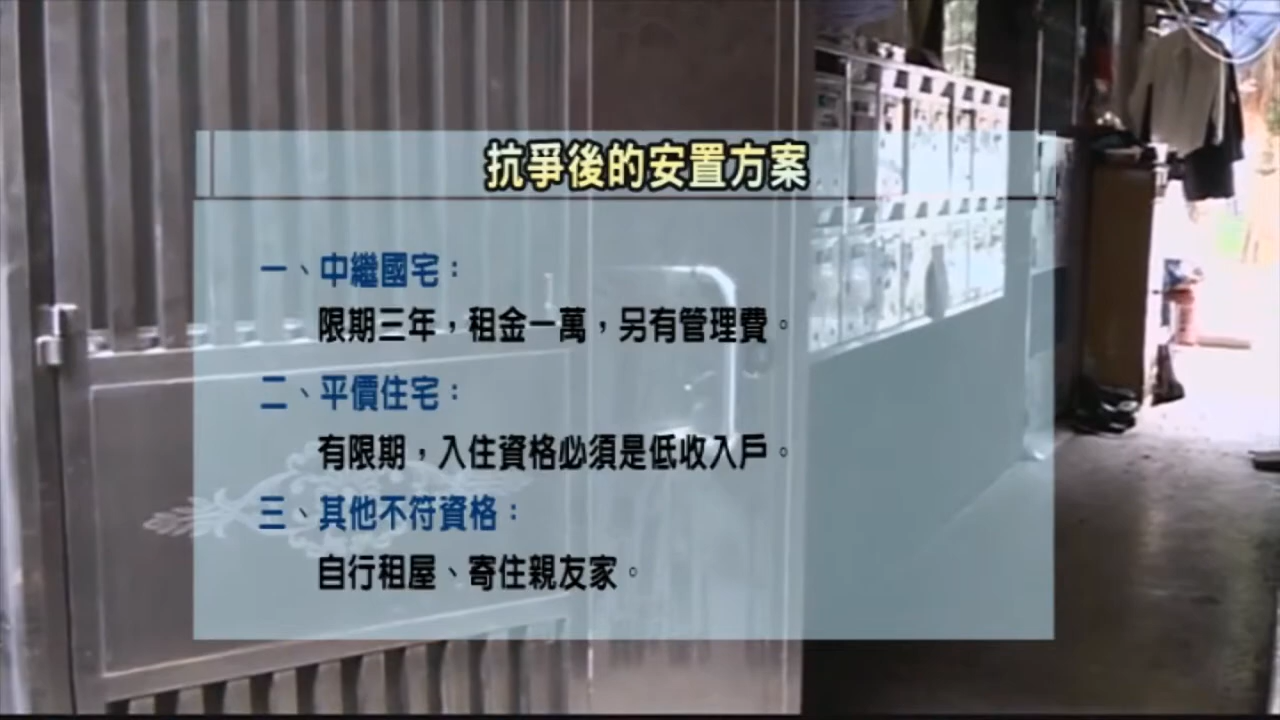 抗爭後的安置方案
一、中繼國宅：
限期三年，租金一萬，另有管理費。
二、平價住宅：
有限期，入住資格必須是低收入戶。
三、其他不符資格：
自行租屋、寄住親友家。